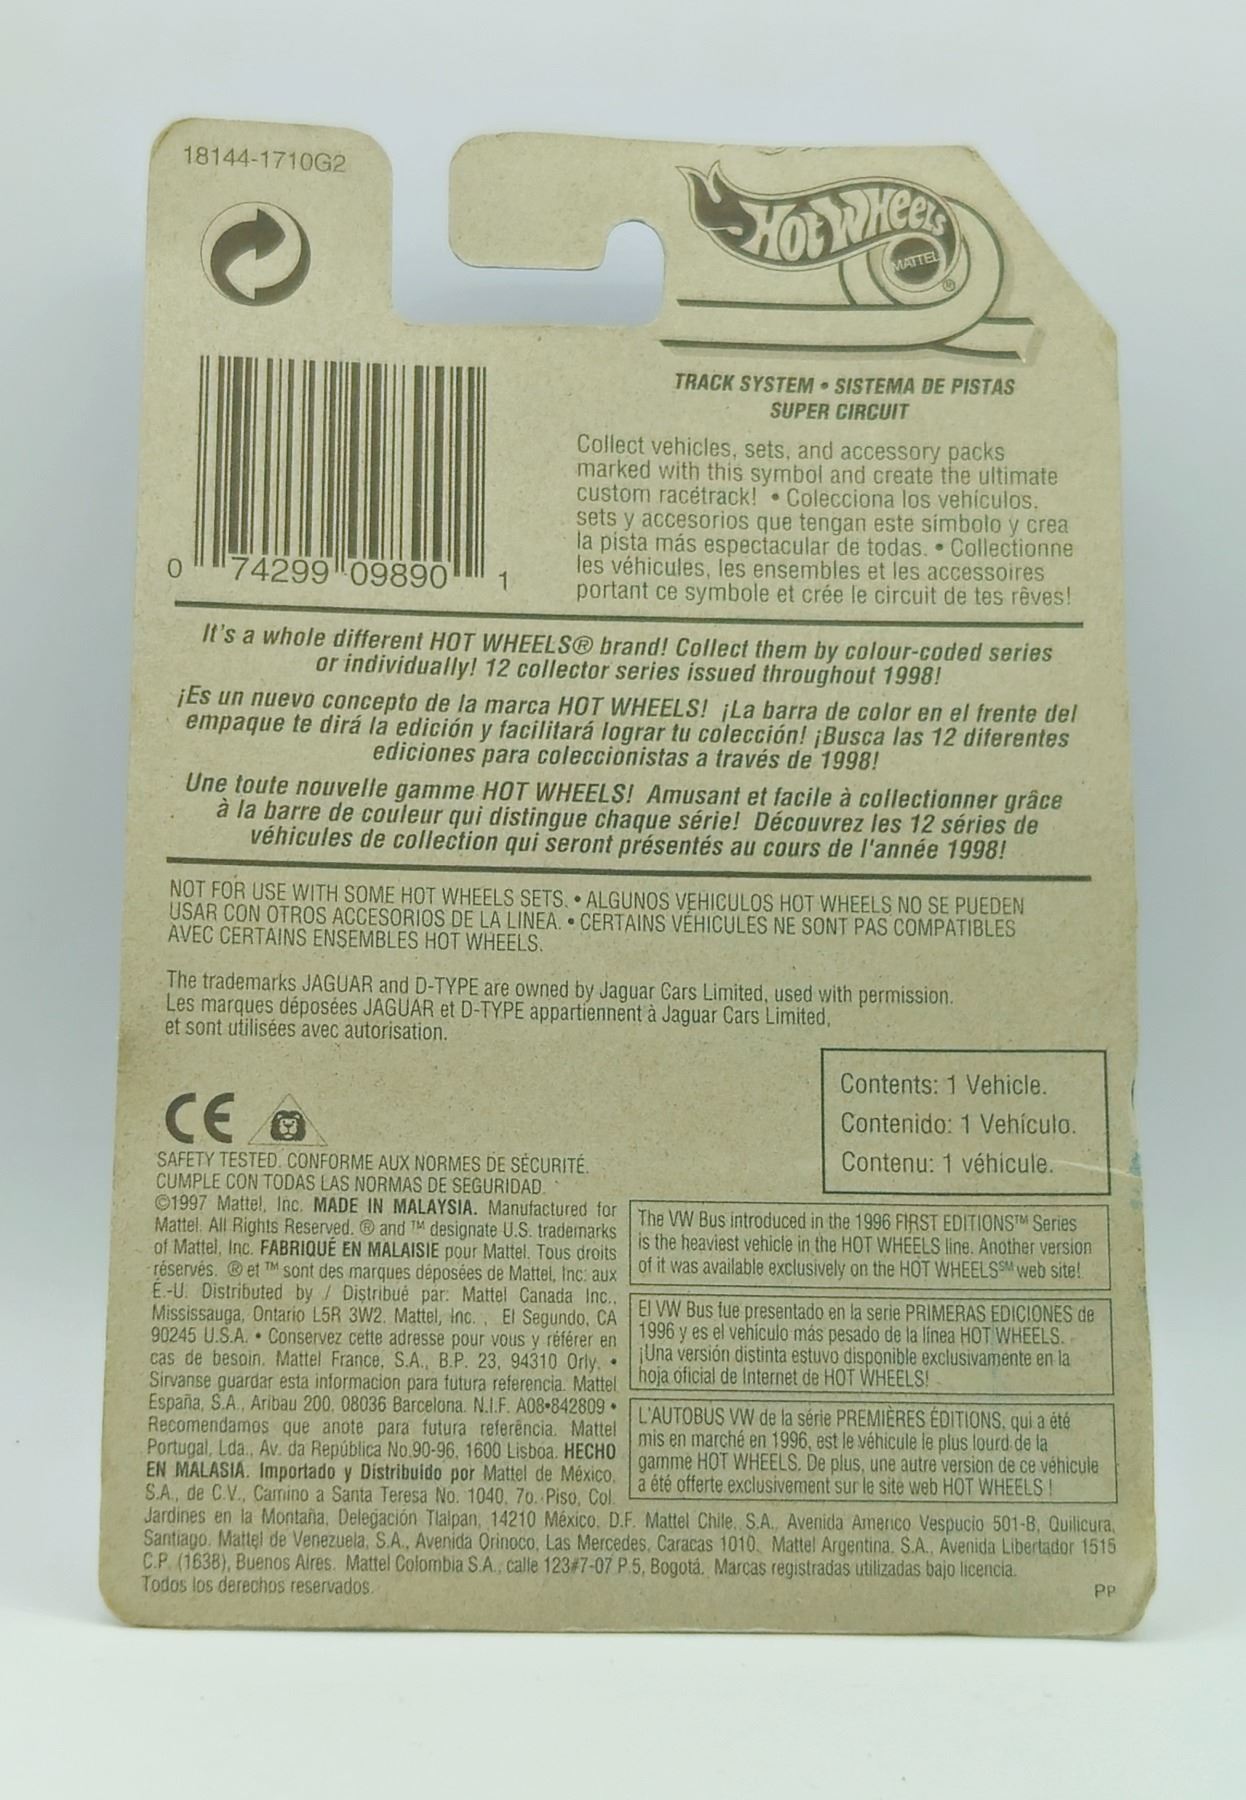 18144-1710G2
HOT WHEELS
MATTEL
®
TRACK SYSTEM • SISTEMA DE PISTAS
SUPER CIRCUIT
Collect vehicles, sets, and accessory packs
marked with this symbol and create the ultimate
custom racetrack! • Colecciona los vehículos,
sets y accesorios que tengan este símbolo y crea
la pista más espectacular de todas. • Collectionne
les véhicules, les ensembles et les accessoires
portant ce symbole et crée le circuit de tes rêves!
0 74299 09890 1
It's a whole different HOT WHEELS® brand! Collect them by colour-coded series
or individually! 12 collector series issued throughout 1998!
¡Es un nuevo concepto de la marca HOT WHEELS! ¡La barra de color en el frente del
empaque te dirá la edición y facilitará lograr tu colección! ¡Busca las 12 diferentes
ediciones para coleccionistas a través de 1998!
Une toute nouvelle gamme HOT WHEELS! Amusant et facile à collectionner grâce
à la barre de couleur qui distingue chaque série! Découvrez les 12 séries de
véhicules de collection qui seront présentés au cours de l'année 1998!
NOT FOR USE WITH SOME HOT WHEELS SETS. • ALGUNOS VEHICULOS HOT WHEELS NO SE PUEDEN
USAR CON OTROS ACCESORIOS DE LA LINEA. • CERTAINS VÉHICULES NE SONT PAS COMPATIBLES
AVEC CERTAINS ENSEMBLES HOT WHEELS.
The trademarks JAGUAR and D-TYPE are owned by Jaguar Cars Limited, used with permission.
Les marques déposées JAGUAR et D-TYPE appartiennent à Jaguar Cars Limited,
et sont utilisées avec autorisation.
Contents: 1 Vehicle.
Contenido: 1 Vehículo.
Contenu: 1 véhicule.
CE
SAFETY TESTED. CONFORME AUX NORMES DE SÉCURITÉ.
CUMPLE CON TODAS LAS NORMAS DE SEGURIDAD.
©1997 Mattel, Inc. MADE IN MALAYSIA. Manufactured for
Mattel. All Rights Reserved. ® and ™ designate U.S. trademarks
of Mattel, Inc. FABRIQUÉ EN MALAISIE pour Mattel. Tous droits
réservés. ® et ™ sont des marques déposées de Mattel, Inc. aux
É.-U. Distributed by / Distribué par: Mattel Canada Inc.,
Mississauga, Ontario L5R 3W2. Mattel, Inc. , El Segundo, CA
90245 U.S.A. • Conservez cette adresse pour vous y référer en
cas de besoin. Mattel France, S.A., B.P. 23, 94310 Orly. •
Sirvanse guardar esta informacion para futura referencia. Mattel
España, S.A., Aribau 200, 08036 Barcelona. N.I.F. A08•842809 •
Recomendamos que anote para futura referência. Mattel
Portugal, Lda., Av. da República No.90-96, 1600 Lisboa. HECHO
EN MALASIA. Importado y Distribuido por Mattel de México,
S.A., de C.V., Camino a Santa Teresa No. 1040, 7o. Piso, Col.
Jardines en la Montaña, Delegación Tlalpan, 14210 México, D.F. Mattel Chile, S.A., Avenida Americo Vespucio 501-B, Quilicura,
Santiago. Mattel de Venezuela, S.A., Avenida Orinoco, Las Mercedes, Caracas 1010. Mattel Argentina, S.A., Avenida Libertador 1515
C.P. (1638), Buenos Aires. Mattel Colombia S.A., calle 123#7-07 P.5, Bogotá. Marcas registradas utilizadas bajo licencia.
Todos los derechos reservados.
The VW Bus introduced in the 1996 FIRST EDITIONS™ Series
is the heaviest vehicle in the HOT WHEELS line. Another version
of it was available exclusively on the HOT WHEELS℠ web site!
El VW Bus fue presentado en la serie PRIMERAS EDICIONES de
1996 y es el vehículo más pesado de la línea HOT WHEELS.
¡Una versión distinta estuvo disponible exclusivamente en la
hoja oficial de Internet de HOT WHEELS!
L'AUTOBUS VW de la série PREMIÈRES ÉDITIONS, qui a été
mis en marché en 1996, est le véhicule le plus lourd de la
gamme HOT WHEELS. De plus, une autre version de ce véhicule
a été offerte exclusivement sur le site web HOT WHEELS !
PP